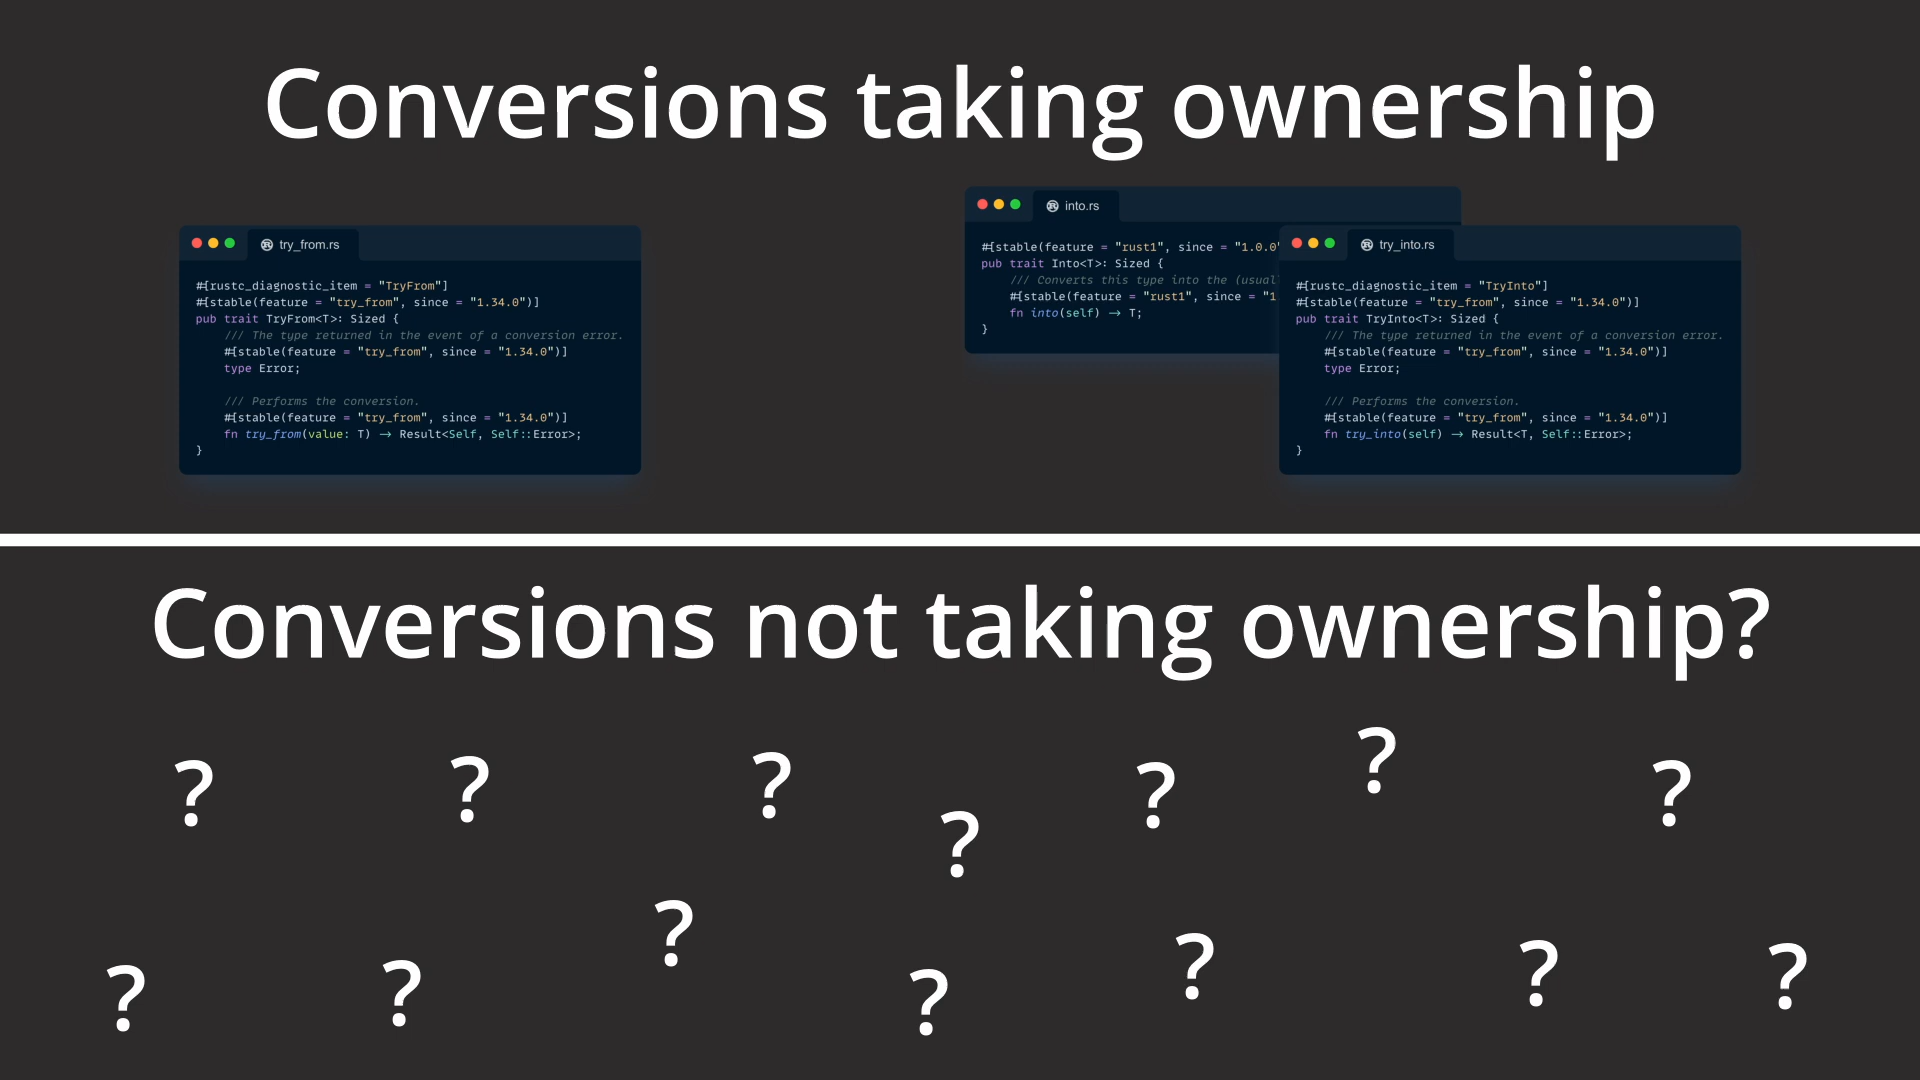 Conversions taking ownership
try_from.rs
#[rustc_diagnostic_item = "TryFrom"]
#[stable(feature = "try_from", since = "1.34.0")]
pub trait TryFrom<T>: Sized {
/// The type returned in the event of a conversion error.
#[stable(feature = "try_from", since = "1.34.0")]
type Error;
/// Performs the conversion.
#[stable(feature = "try_from", since = "1.34.0")]
fn try_from(value: T) → Result<Self, Self::Error>;
}
into.rs
#[stable(feature = "rust1", since = "1.0.0"
pub trait Into<T>: Sized {
/// Converts this type into the (usual
#[stable(feature = "rust1", since = "1
fn into(self) → T;
}
try_into.rs
#[rustc_diagnostic_item = "TryInto"]
#[stable(feature = "try_from", since = "1.34.0")]
pub trait TryInto<T>: Sized {
/// The type returned in the event of a conversion error.
#[stable(feature = "try_from", since = "1.34.0")]
type Error;
/// Performs the conversion.
#[stable(feature = "try_from", since = "1.34.0")]
fn try_into(self) → Result<T, Self::Error>;
}
Conversions not taking ownership?
? ? ? ? ? ? ?
? ? ? ? ? ? ?